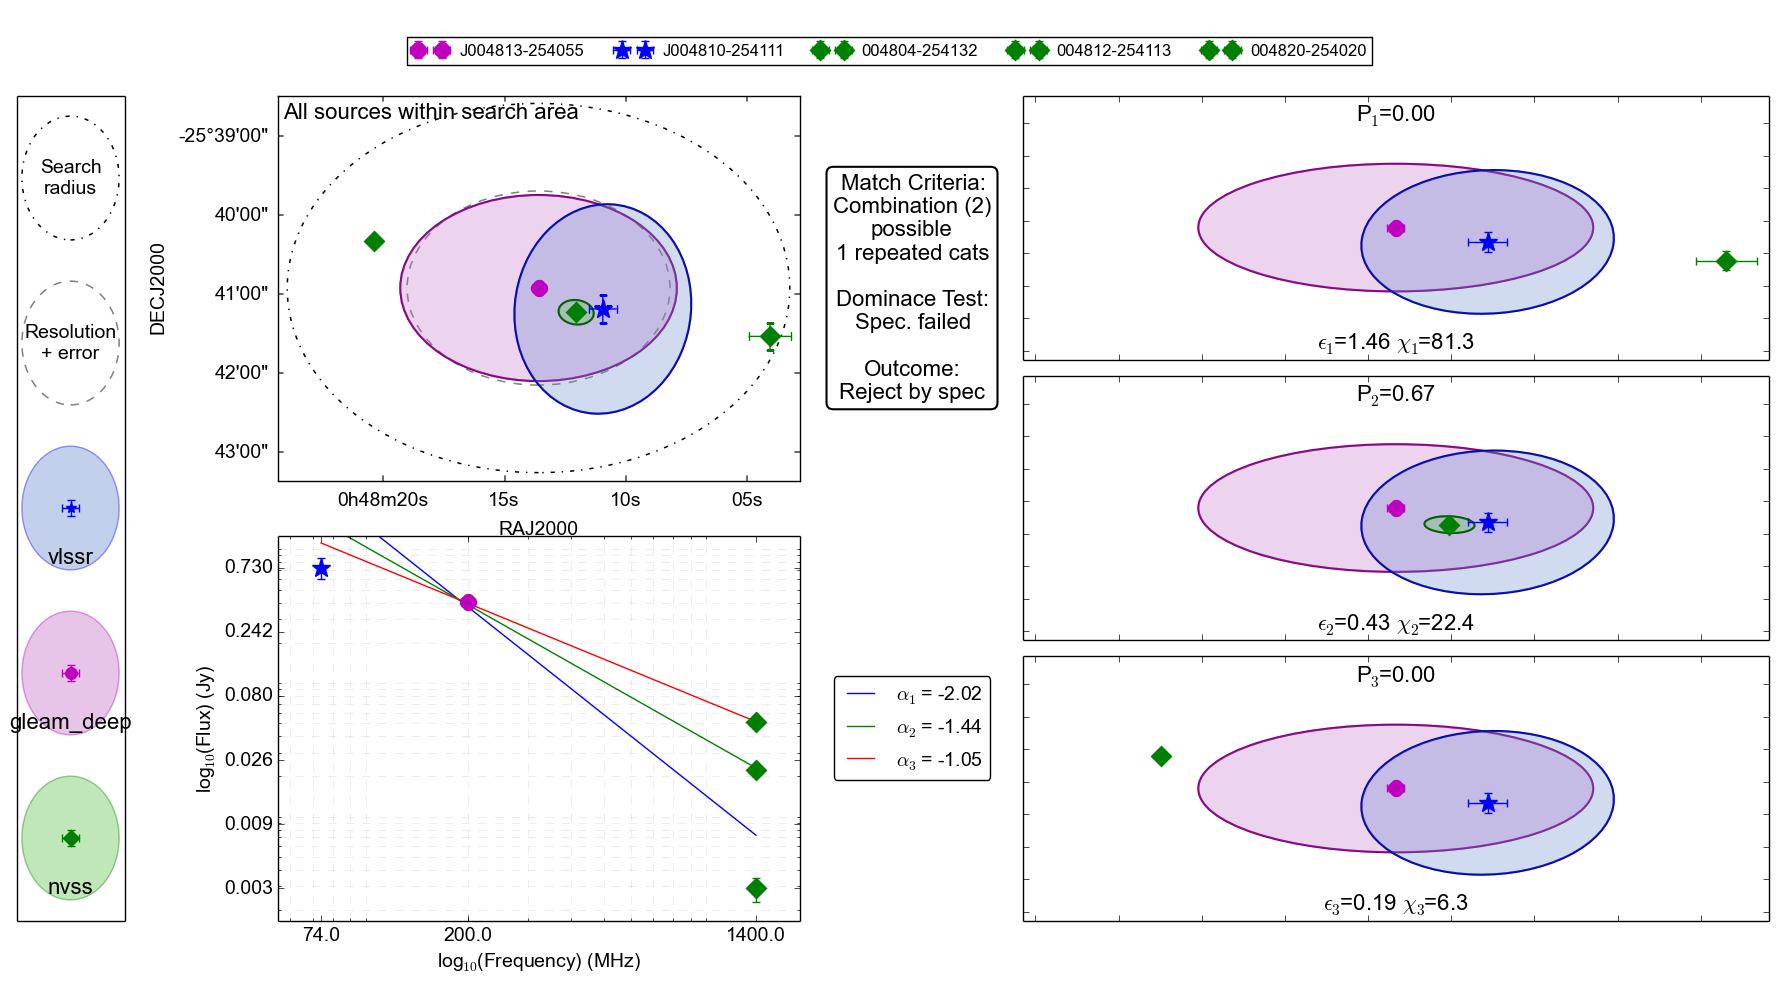 J004813-254055 J004810-254111 004804-254132 004812-254113 004820-254020
Search
radius
Resolution
+ error
vlssr
gleam_deep
nvss
All sources within search area
-25°39'00"
40'00"
41'00"
42'00"
43'00"
DECJ2000
0h48m20s 15s 10s 05s
RAJ2000
Match Criteria:
Combination (2)
possible
1 repeated cats
Dominace Test:
Spec. failed
Outcome:
Reject by spec
P1=0.00
ϵ1=1.46 χ1=81.3
P2=0.67
ϵ2=0.43 χ2=22.4
P3=0.00
ϵ3=0.19 χ3=6.3
0.730
0.242
0.080
0.026
0.009
0.003
log10(Flux) (Jy)
74.0 200.0 1400.0
log10(Frequency) (MHz)
α1 = -2.02
α2 = -1.44
α3 = -1.05